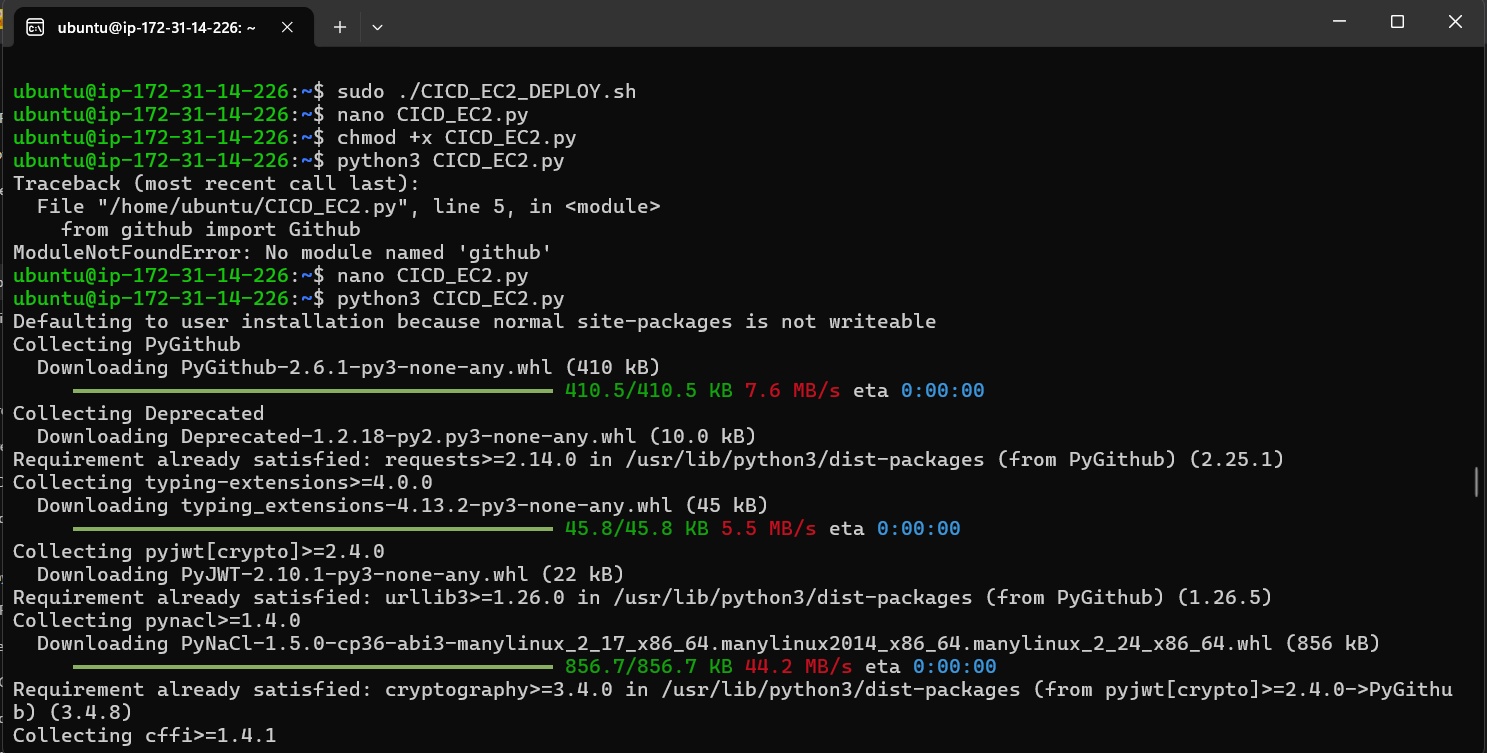 ubuntu@ip-172-31-14-226: ~
ubuntu@ip-172-31-14-226:~$ sudo ./CICD_EC2_DEPLOY.sh
ubuntu@ip-172-31-14-226:~$ nano CICD_EC2.py
ubuntu@ip-172-31-14-226:~$ chmod +x CICD_EC2.py
ubuntu@ip-172-31-14-226:~$ python3 CICD_EC2.py
Traceback (most recent call last):
  File "/home/ubuntu/CICD_EC2.py", line 5, in <module>
    from github import Github
ModuleNotFoundError: No module named 'github'
ubuntu@ip-172-31-14-226:~$ nano CICD_EC2.py
ubuntu@ip-172-31-14-226:~$ python3 CICD_EC2.py
Defaulting to user installation because normal site-packages is not writeable
Collecting PyGithub
  Downloading PyGithub-2.6.1-py3-none-any.whl (410 kB)
410.5/410.5 KB 7.6 MB/s eta 0:00:00
Collecting Deprecated
  Downloading Deprecated-1.2.18-py2.py3-none-any.whl (10.0 kB)
Requirement already satisfied: requests>=2.14.0 in /usr/lib/python3/dist-packages (from PyGithub) (2.25.1)
Collecting typing-extensions>=4.0.0
  Downloading typing_extensions-4.13.2-py3-none-any.whl (45 kB)
45.8/45.8 KB 5.5 MB/s eta 0:00:00
Collecting pyjwt[crypto]>=2.4.0
  Downloading PyJWT-2.10.1-py3-none-any.whl (22 kB)
Requirement already satisfied: urllib3>=1.26.0 in /usr/lib/python3/dist-packages (from PyGithub) (1.26.5)
Collecting pynacl>=1.4.0
  Downloading PyNaCl-1.5.0-cp36-abi3-manylinux_2_17_x86_64.manylinux2014_x86_64.manylinux_2_24_x86_64.whl (856 kB)
856.7/856.7 KB 44.2 MB/s eta 0:00:00
Requirement already satisfied: cryptography>=3.4.0 in /usr/lib/python3/dist-packages (from pyjwt[crypto]>=2.4.0->PyGithu
b) (3.4.8)
Collecting cffi>=1.4.1